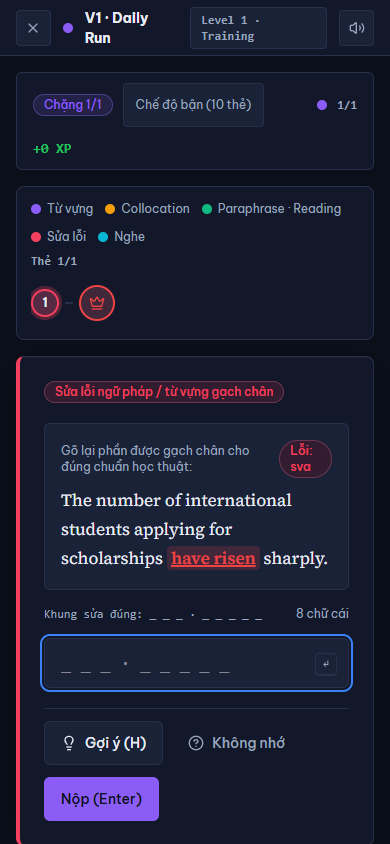 V1 · Daily
Run
Level 1 ·
Training
Chặng 1/1
Chế độ bận (10 thẻ)
1/1
+0 XP
Từ vựng
Collocation
Paraphrase · Reading
Sửa lỗi
Nghe
Thẻ 1/1
1
Sửa lỗi ngữ pháp / từ vựng gạch chân
Gõ lại phần được gạch chân cho
đúng chuẩn học thuật:
Lỗi:
sva
The number of international
students applying for
scholarships have risen sharply.
Khung sửa đúng: _ _ _ · _ _ _ _ _
8 chữ cái
_ _ _ · _ _ _ _ _
↵
Gợi ý (H)
Không nhớ
Nộp (Enter)